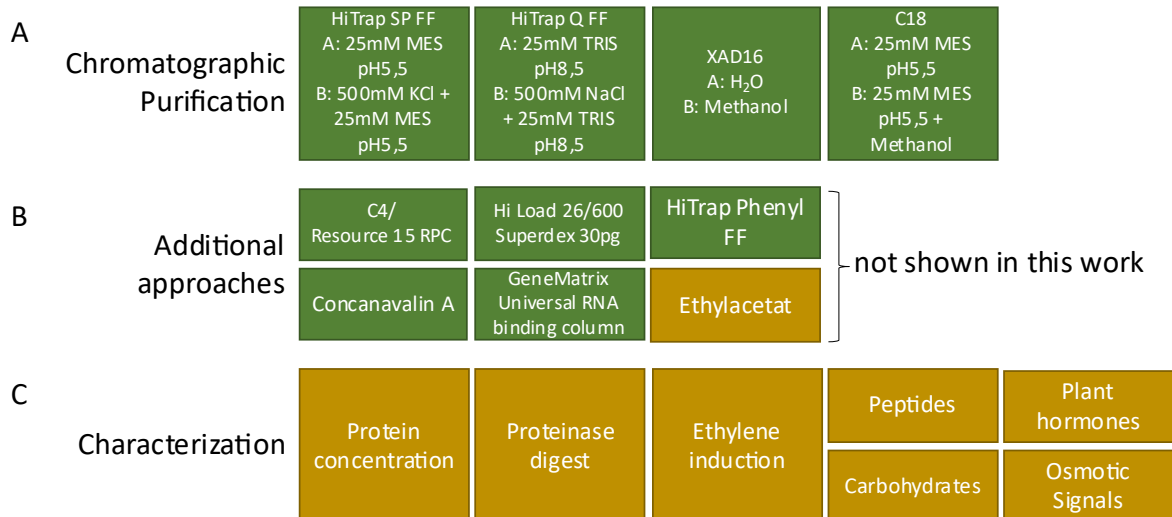 A
Chromatographic
Purification
HiTrap SP FF
A: 25mM MES
pH5,5
B: 500mM KCl +
25mM MES
pH5,5
HiTrap Q FF
A: 25mM TRIS
pH8,5
B: 500mM NaCl
+ 25mM TRIS
pH8,5
XAD16
A: H₂O
B: Methanol
C18
A: 25mM MES
pH5,5
B: 25mM MES
pH5,5 +
Methanol
B
Additional
approaches
C4/
Resource 15 RPC
Hi Load 26/600
Superdex 30pg
HiTrap Phenyl
FF
Concanavalin A
GeneMatrix
Universal RNA
binding column
Ethylacetat
not shown in this work
C
Characterization
Protein
concentration
Proteinase
digest
Ethylene
induction
Peptides
Plant
hormones
Carbohydrates
Osmotic
Signals